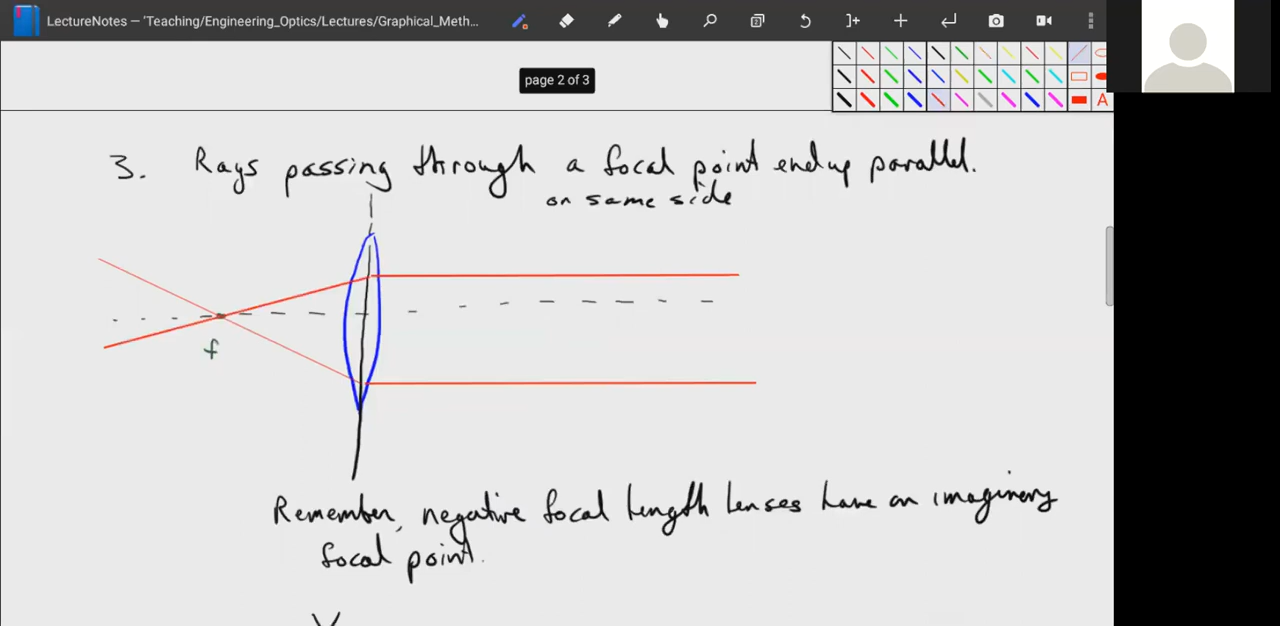 LectureNotes — 'Teaching/Engineering_Optics/Lectures/Graphical_Meth...
page 2 of 3
A
3. Rays passing through a focal point end up parallel.
on same side
f
Remember, negative focal length lenses have an imaginery
focal point.